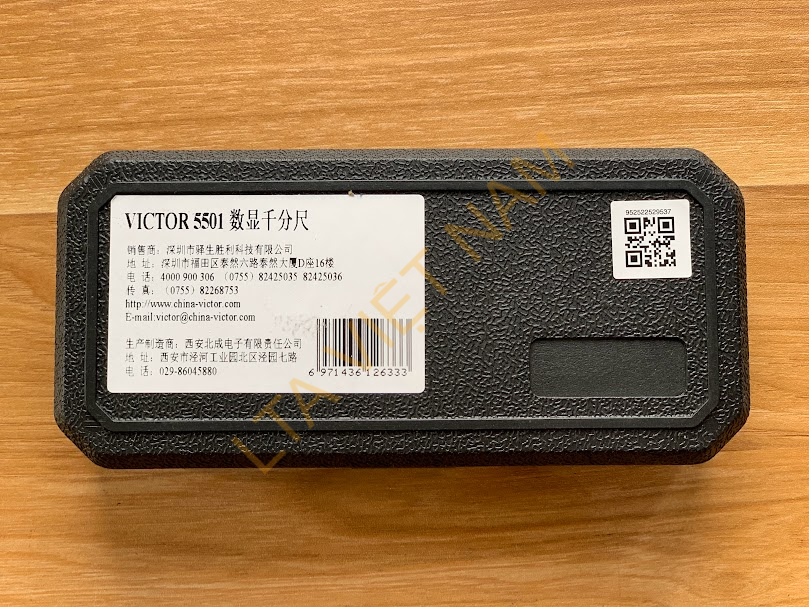 VICTOR 5501 数显千分尺
销售商：深圳市驿生胜利科技有限公司
地 址：深圳市福田区泰然六路泰然大厦D座16楼
电 话：4000 900 306 （0755）82425035 82425036
传 真：（0755）82268753
http://www.china-victor.com
E-mail:victor@china-victor.com
生产制造商：西安北成电子有限责任公司
地 址：西安市泾河工业园北区泾园七路
电 话：029-86045880
6 971436 126333
952522529537
LTA VIỆT NAM